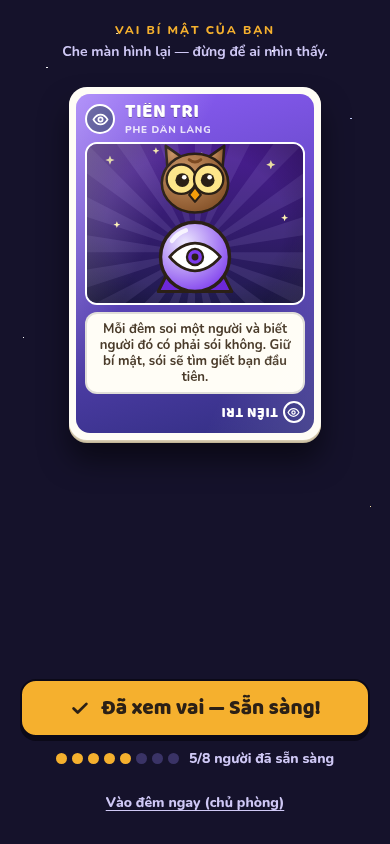 VAI BÍ MẬT CỦA BẠN
Che màn hình lại — đừng để ai nhìn thấy.
TIÊN TRI
PHE DÂN LÀNG
Mỗi đêm soi một người và biết
người đó có phải sói không. Giữ
bí mật, sói sẽ tìm giết bạn đầu
tiên.
TIÊN TRI
Đã xem vai — Sẵn sàng!
5/8 người đã sẵn sàng
Vào đêm ngay (chủ phòng)